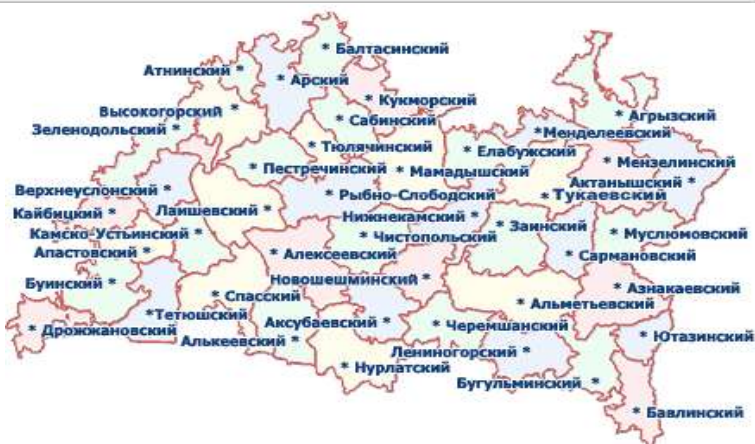 * Балтасинский
Атнинский *
* Арский
* Кукморский
Высокогорский *
* Агрызский
Зеленодольский *
* Сабинский
* Менделеевский
* Тюлячинский
* Елабужский
* Пестречинский
* Мамадышский
* Мензелинский
Верхнеуслонский *
* Рыбно-Слободский
Актанышский *
* Тукаевский
Кайбицкий *
Лаишевский *
Нижнекамский *
* Заинский
Камско-Устьинский *
* Чистопольский
* Муслюмовский
Апастовский *
* Алексеевский
* Сармановский
Буинский *
Новошешминский *
* Азнакаевский
* Спасский
* Альметьевский
* Тетюшский
Аксубаевский *
* Черемшанский
* Дрожжановский
* Ютазинский
Алькеевский *
Лениногорский *
* Нурлатский
Бугульминский *
* Бавлинский